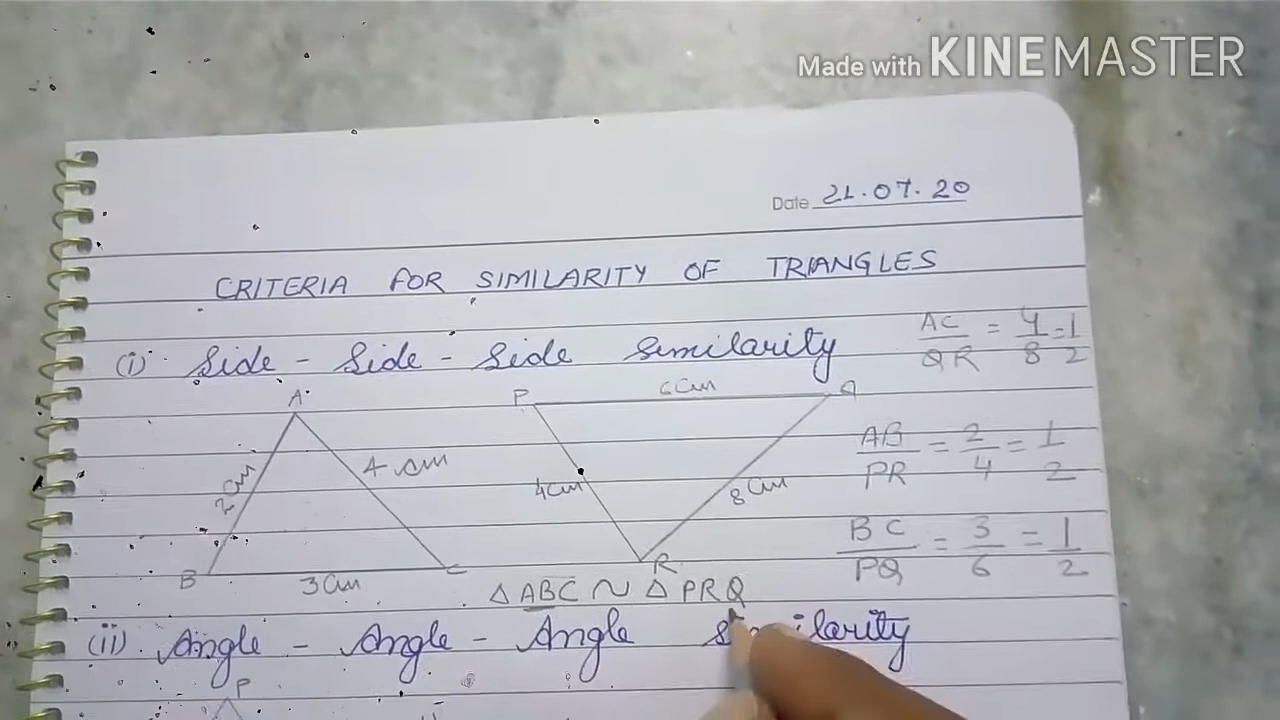 Made with KINEMASTER
Date 21.07.20
CRITERIA FOR SIMILARITY OF TRIANGLES
(i) Side - Side - Side Similarity
AC/QR = 4/8 = 1/2
A
P
6cm
Q
2cm
4 cm
4cm
8cm
AB/PR = 2/4 = 1/2
B
3cm
C
R
BC/PQ = 3/6 = 1/2
△ ABC ~ △ PRQ
(ii) Angle - Angle - Angle
P